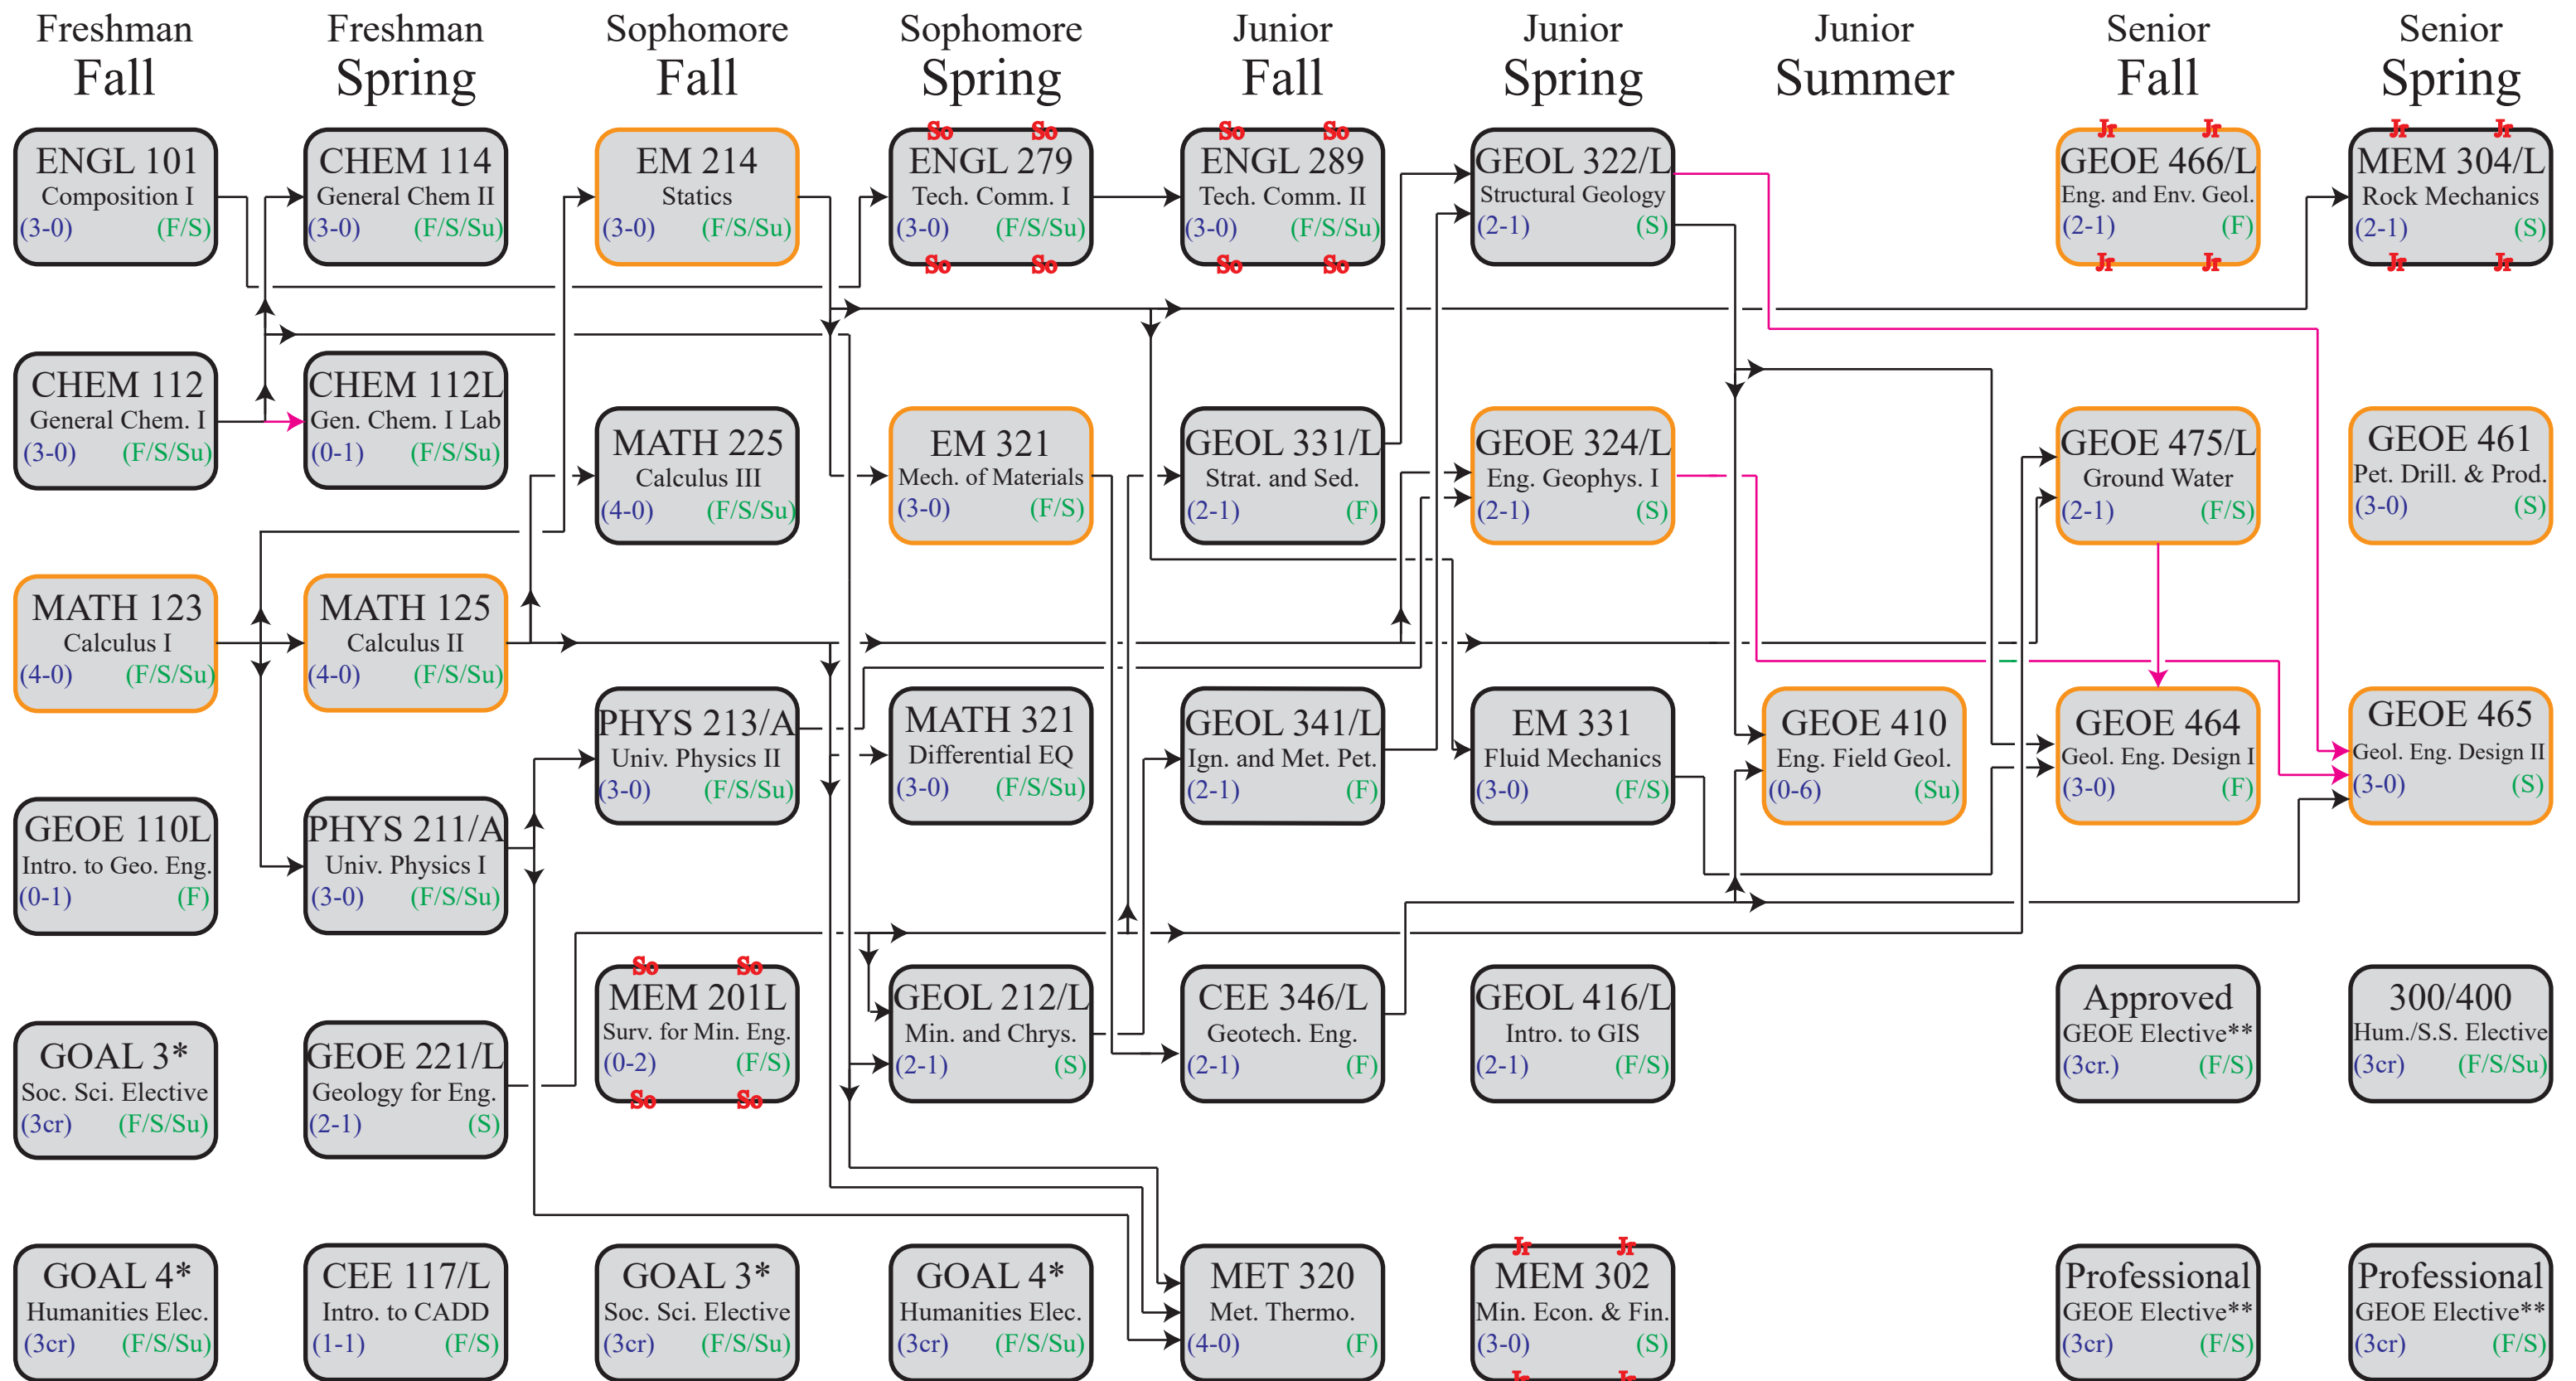 Freshman
Fall
Freshman
Spring
Sophomore
Fall
Sophomore
Spring
Junior
Fall
Junior
Spring
Junior
Summer
Senior
Fall
Senior
Spring
ENGL 101
Composition I
(3-0) (F/S)
CHEM 112
General Chem. I
(3-0) (F/S/Su)
MATH 123
Calculus I
(4-0) (F/S/Su)
GEOE 110L
Intro. to Geo. Eng.
(0-1) (F)
GOAL 3*
Soc. Sci. Elective
(3cr) (F/S/Su)
GOAL 4*
Humanities Elec.
(3cr) (F/S/Su)
CHEM 114
General Chem II
(3-0) (F/S/Su)
CHEM 112L
Gen. Chem. I Lab
(0-1) (F/S/Su)
MATH 125
Calculus II
(4-0) (F/S/Su)
PHYS 211/A
Univ. Physics I
(3-0) (F/S/Su)
GEOE 221/L
Geology for Eng.
(2-1) (S)
CEE 117/L
Intro. to CADD
(1-1) (F/S)
EM 214
Statics
(3-0) (F/S/Su)
MATH 225
Calculus III
(4-0) (F/S/Su)
PHYS 213/A
Univ. Physics II
(3-0) (F/S/Su)
So So
MEM 201L
Surv. for Min. Eng.
(0-2) (F/S)
So So
GOAL 3*
Soc. Sci. Elective
(3cr) (F/S/Su)
So So
ENGL 279
Tech. Comm. I
(3-0) (F/S/Su)
So So
EM 321
Mech. of Materials
(3-0) (F/S)
MATH 321
Differential EQ
(3-0) (F/S/Su)
GEOL 212/L
Min. and Chrys.
(2-1) (S)
GOAL 4*
Humanities Elec.
(3cr) (F/S/Su)
So So
ENGL 289
Tech. Comm. II
(3-0) (F/S/Su)
So So
GEOL 331/L
Strat. and Sed.
(2-1) (F)
GEOL 341/L
Ign. and Met. Pet.
(2-1) (F)
CEE 346/L
Geotech. Eng.
(2-1) (F)
MET 320
Met. Thermo.
(4-0) (F)
GEOL 322/L
Structural Geology
(2-1) (S)
GEOE 324/L
Eng. Geophys. I
(2-1) (S)
EM 331
Fluid Mechanics
(3-0) (F/S)
GEOL 416/L
Intro. to GIS
(2-1) (F/S)
Jr Jr
MEM 302
Min. Econ. & Fin.
(3-0) (S)
Jr Jr
GEOE 410
Eng. Field Geol.
(0-6) (Su)
Jr Jr
GEOE 466/L
Eng. and Env. Geol.
(2-1) (F)
Jr Jr
GEOE 475/L
Ground Water
(2-1) (F/S)
GEOE 464
Geol. Eng. Design I
(3-0) (F)
Approved
GEOE Elective**
(3cr.) (F/S)
Professional
GEOE Elective**
(3cr) (F/S)
Jr Jr
MEM 304/L
Rock Mechanics
(2-1) (S)
Jr Jr
GEOE 461
Pet. Drill. & Prod.
(3-0) (S)
GEOE 465
Geol. Eng. Design II
(3-0) (S)
300/400
Hum./S.S. Elective
(3cr) (F/S/Su)
Professional
GEOE Elective**
(3cr) (F/S)